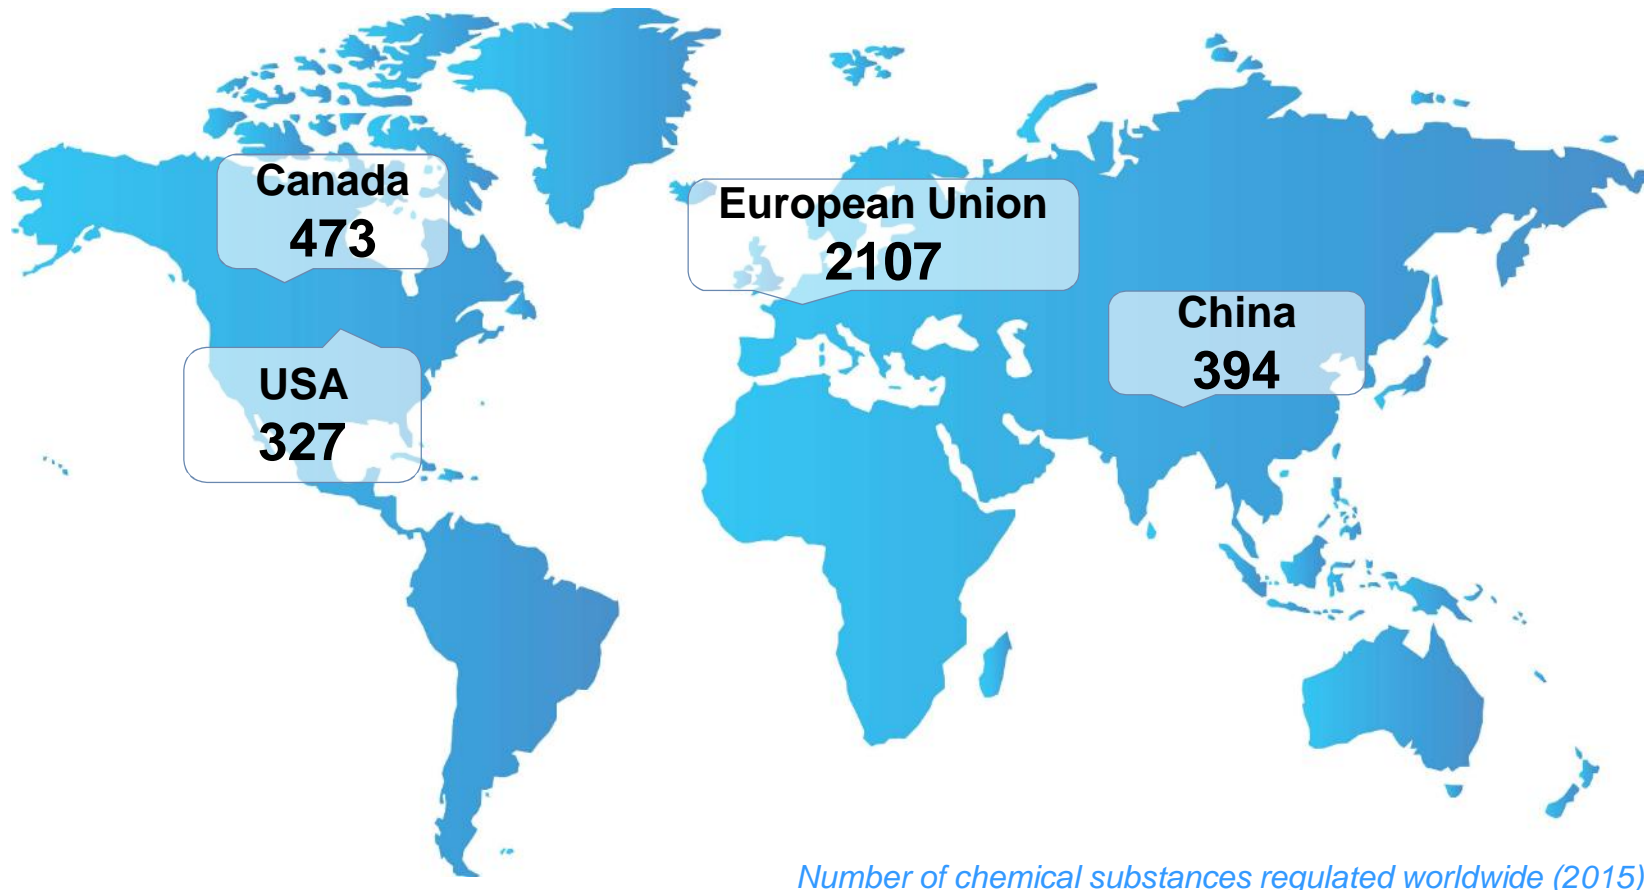 Canada
473
European Union
2107
China
394
USA
327
Number of chemical substances regulated worldwide (2015)